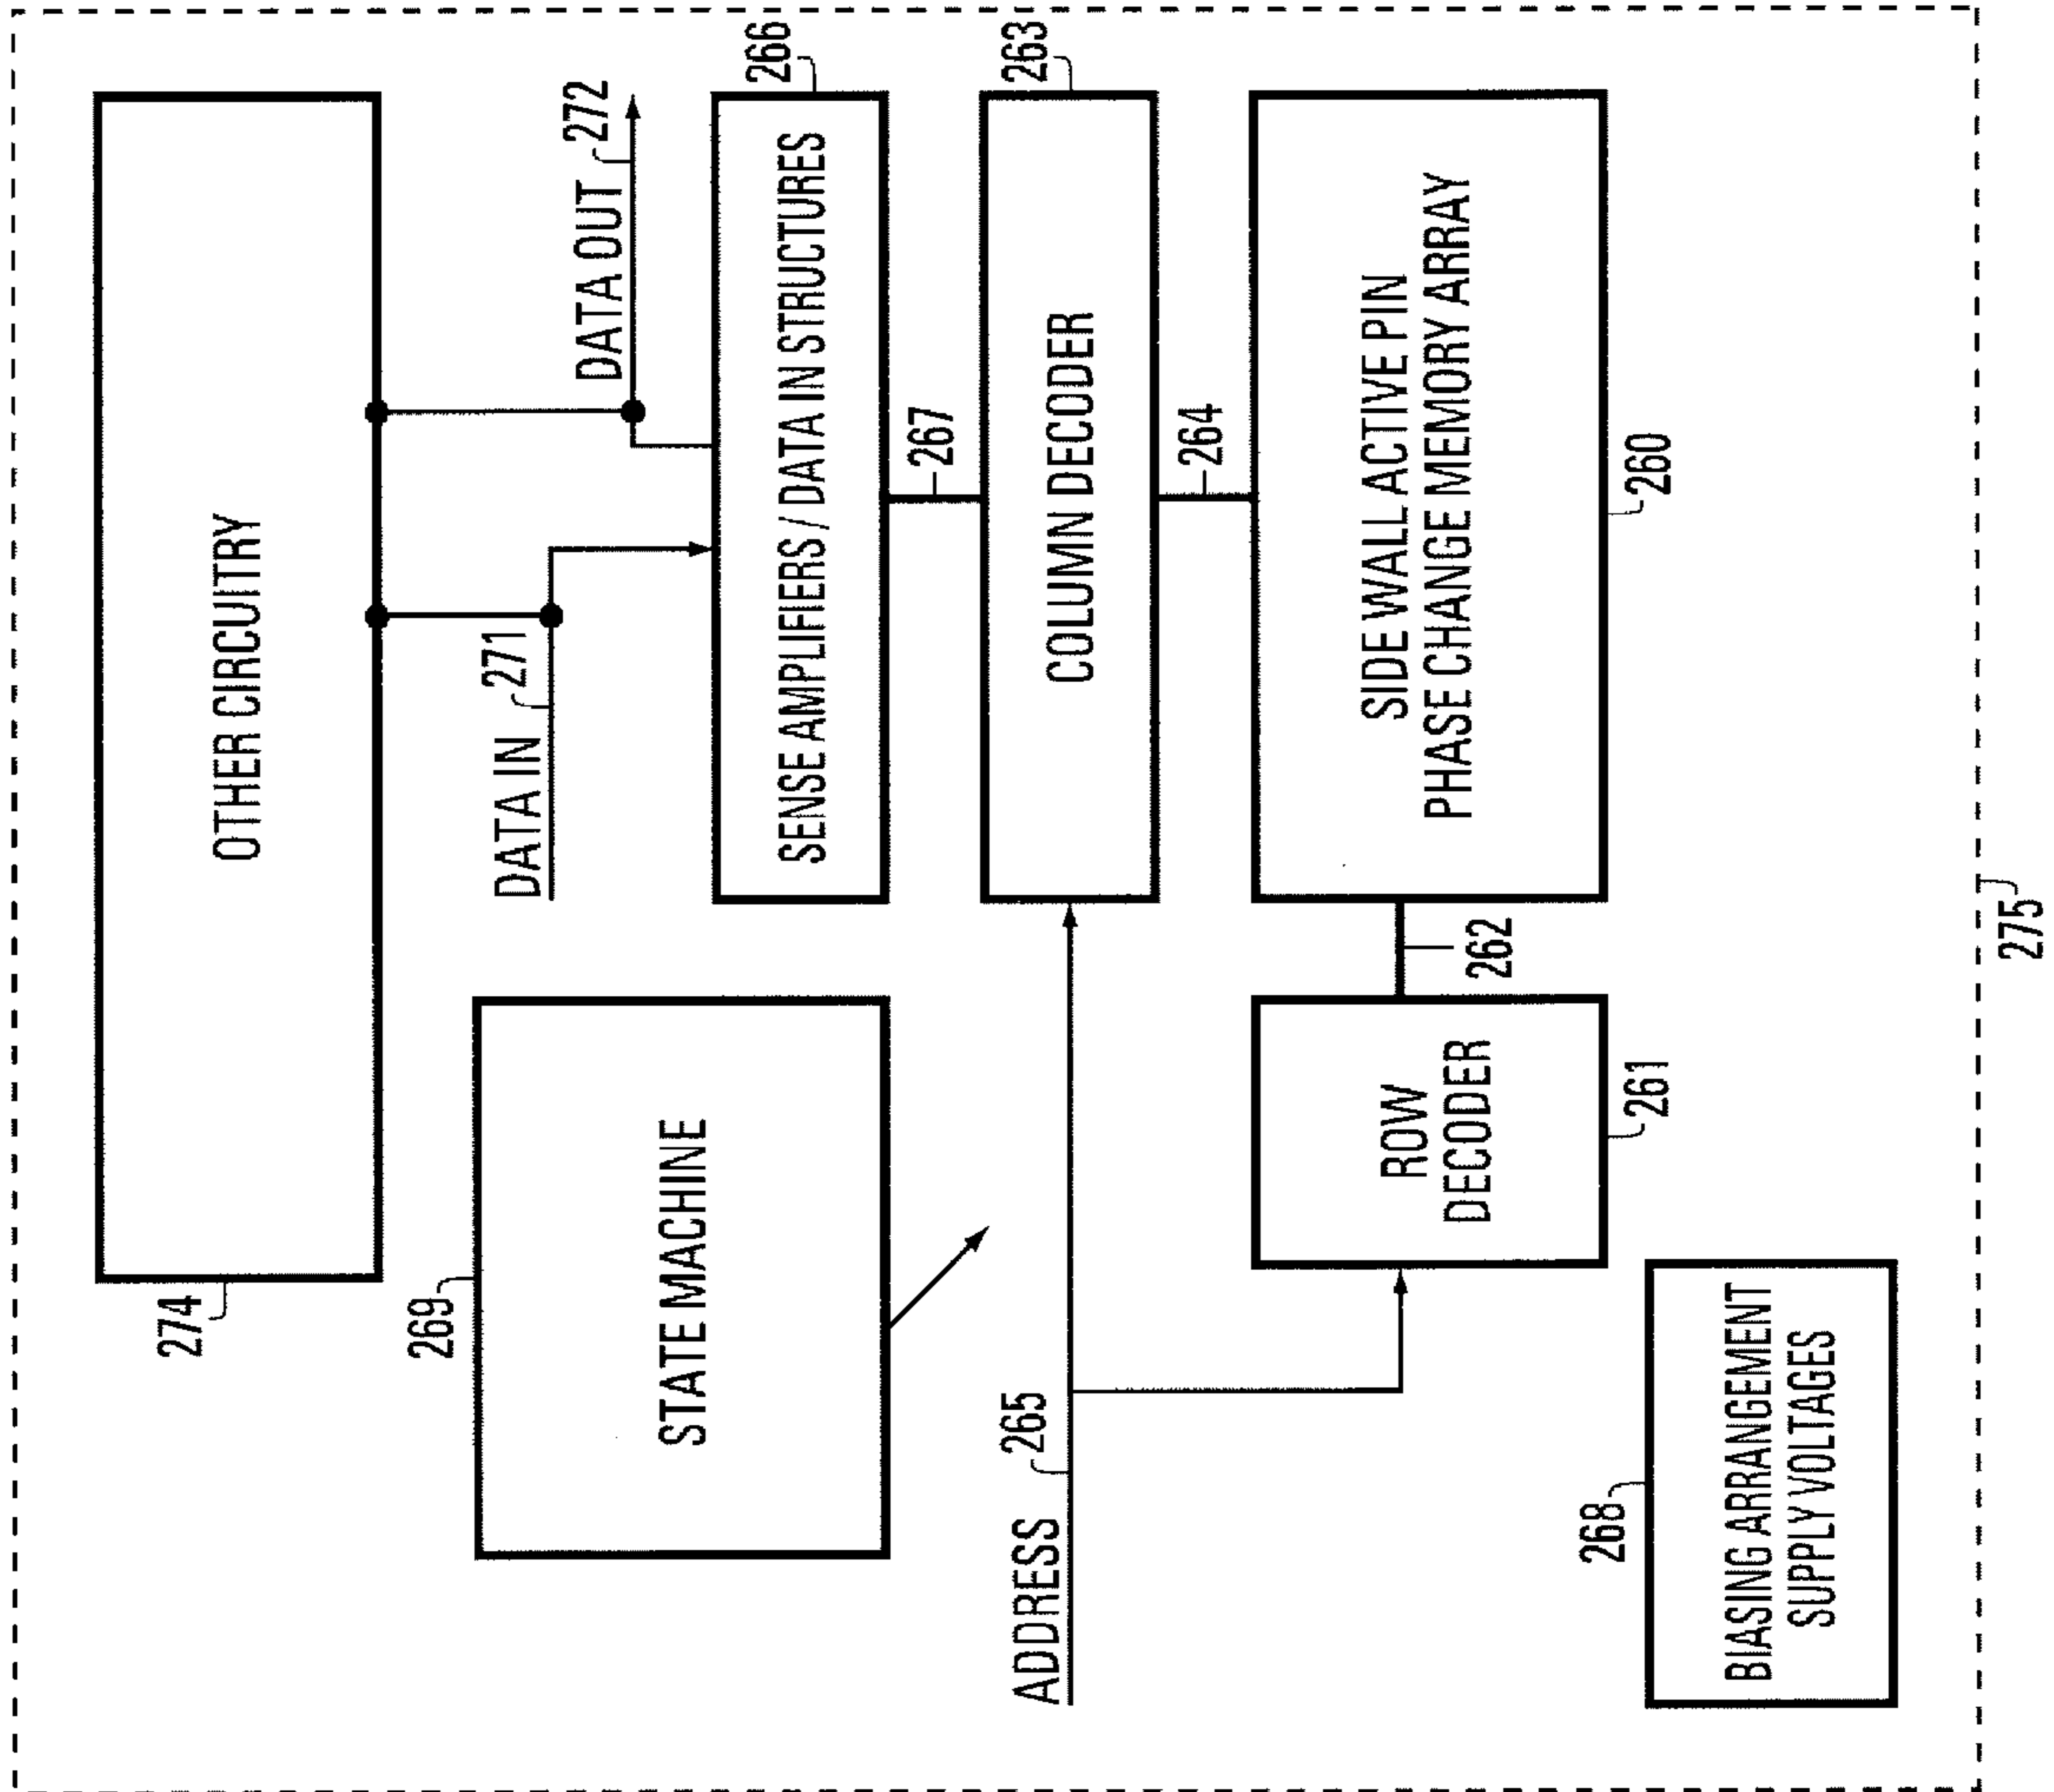 274
OTHER CIRCUITRY
269
STATE MACHINE
DATA IN
271
DATA OUT
272
SENSE AMPLIFIERS / DATA IN STRUCTURES
266
267
ADDRESS
265
COLUMN DECODER
263
264
ROW
DECODER
261
262
SIDE WALL ACTIVE PIN
PHASE CHANGE MEMORY ARRAY
260
268
BIASING ARRANGEMENT
SUPPLY VOLTAGES
275